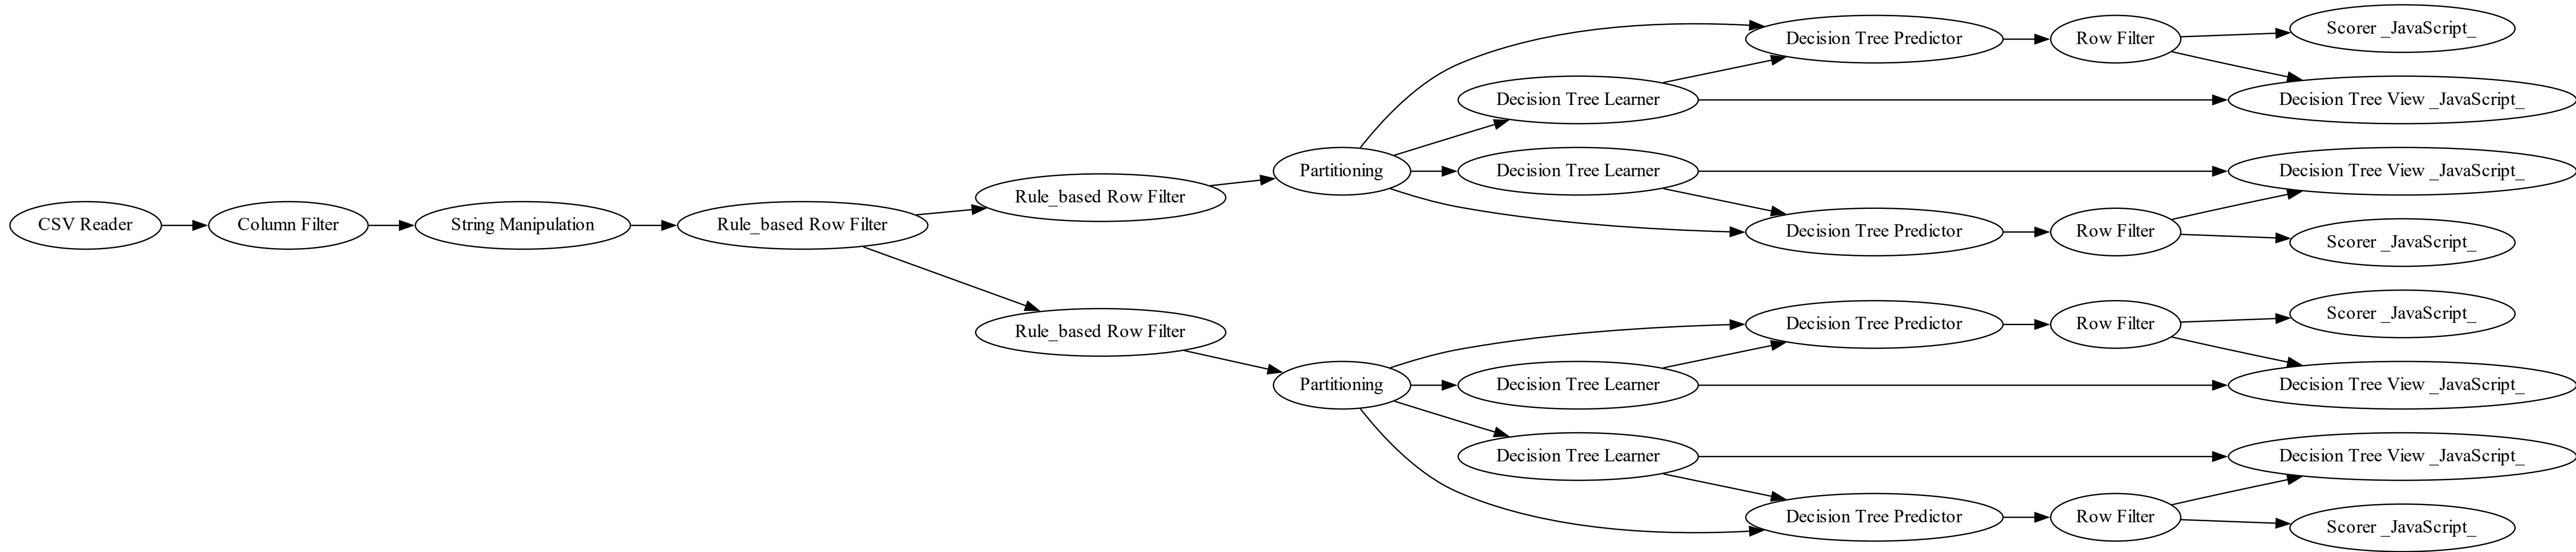 CSV Reader
Column Filter
String Manipulation
Rule_based Row Filter
Rule_based Row Filter
Rule_based Row Filter
Partitioning
Partitioning
Decision Tree Predictor
Row Filter
Scorer _JavaScript_
Decision Tree Learner
Decision Tree View _JavaScript_
Decision Tree Learner
Decision Tree View _JavaScript_
Decision Tree Predictor
Row Filter
Scorer _JavaScript_
Decision Tree Predictor
Row Filter
Scorer _JavaScript_
Decision Tree Learner
Decision Tree View _JavaScript_
Decision Tree Learner
Decision Tree View _JavaScript_
Decision Tree Predictor
Row Filter
Scorer _JavaScript_